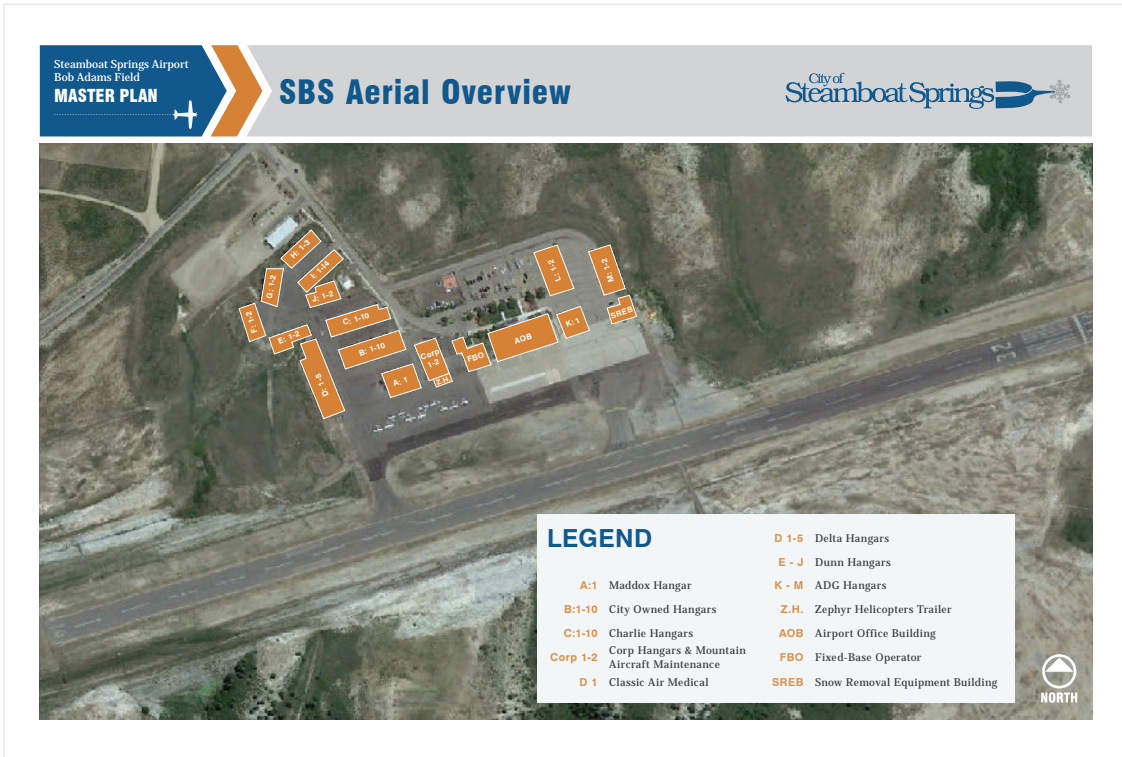 Steamboat Springs Airport
Bob Adams Field
MASTER PLAN
SBS Aerial Overview
City of
Steamboat Springs
H: 1-3
I: 1-14
G: 1-2
J: 1-2
F: 1-2
E: 1-2
C: 1-10
B: 1-10
D: 1-5
A: 1
Corp
1-2
Z.H.
FBO
AOB
K: 1
L: 1-2
M: 1-2
SREB
32
LEGEND
A:1 Maddox Hangar
B:1-10 City Owned Hangars
C:1-10 Charlie Hangars
Corp 1-2 Corp Hangars & Mountain
Aircraft Maintenance
D 1 Classic Air Medical
D 1-5 Delta Hangars
E - J Dunn Hangars
K - M ADG Hangars
Z.H. Zephyr Helicopters Trailer
AOB Airport Office Building
FBO Fixed-Base Operator
SREB Snow Removal Equipment Building
NORTH